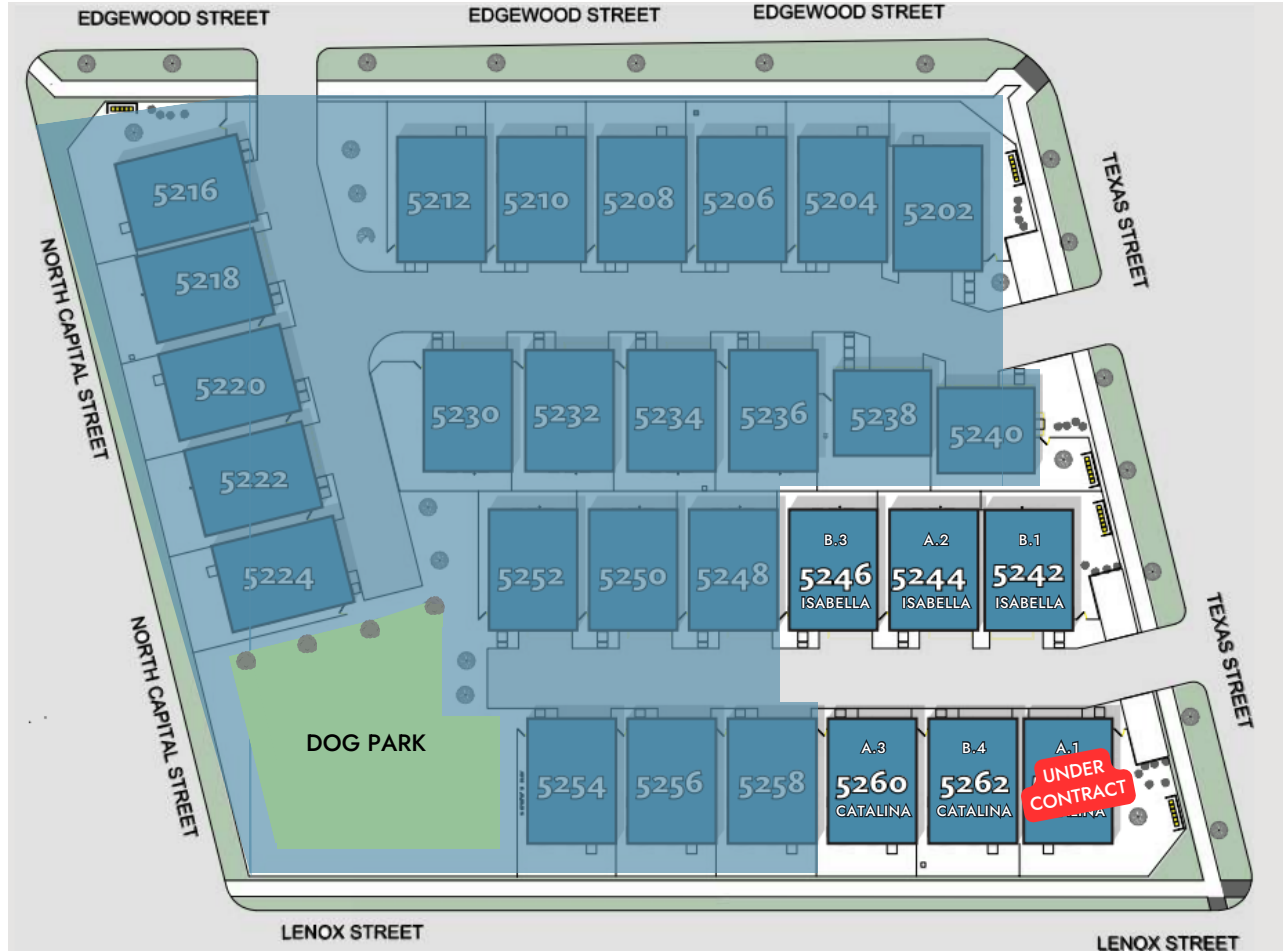 EDGEWOOD STREET
EDGEWOOD STREET
EDGEWOOD STREET
5216
5212
5210
5208
5206
5204
5202
TEXAS STREET
5218
NORTH CAPITAL STREET
5220
5230
5232
5234
5236
5238
5240
5222
5224
5252
5250
5248
B.3
5246
ISABELLA
A.2
5244
ISABELLA
B.1
5242
ISABELLA
TEXAS STREET
NORTH CAPITAL STREET
DOG PARK
5254
5256
5258
A.3
5260
CATALINA
B.4
5262
CATALINA
A.1
UNDER
CONTRACT
LENOX STREET
LENOX STREET